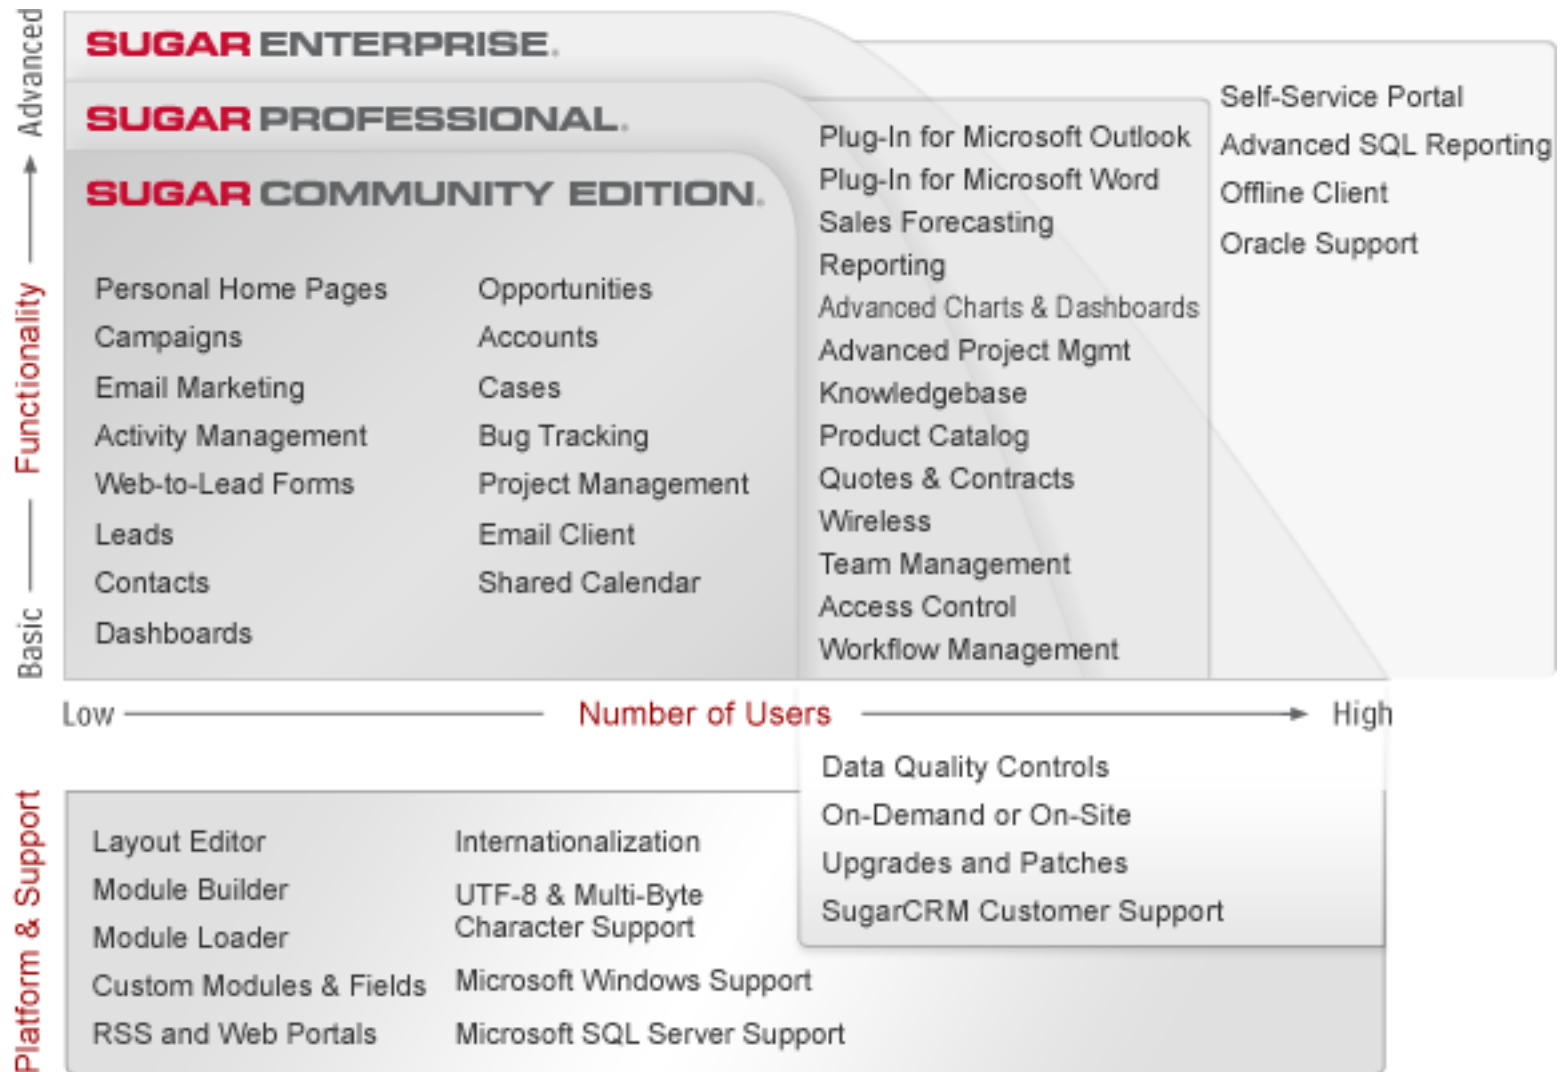 Advanced
Functionality
Basic
SUGAR ENTERPRISE.
SUGAR PROFESSIONAL.
SUGAR COMMUNITY EDITION.
Personal Home Pages
Campaigns
Email Marketing
Activity Management
Web-to-Lead Forms
Leads
Contacts
Dashboards
Opportunities
Accounts
Cases
Bug Tracking
Project Management
Email Client
Shared Calendar
Plug-In for Microsoft Outlook
Plug-In for Microsoft Word
Sales Forecasting
Reporting
Advanced Charts & Dashboards
Advanced Project Mgmt
Knowledgebase
Product Catalog
Quotes & Contracts
Wireless
Team Management
Access Control
Workflow Management
Self-Service Portal
Advanced SQL Reporting
Offline Client
Oracle Support
Low
Number of Users
High
Platform & Support
Layout Editor
Module Builder
Module Loader
Custom Modules & Fields
RSS and Web Portals
Internationalization
UTF-8 & Multi-Byte
Character Support
Microsoft Windows Support
Microsoft SQL Server Support
Data Quality Controls
On-Demand or On-Site
Upgrades and Patches
SugarCRM Customer Support